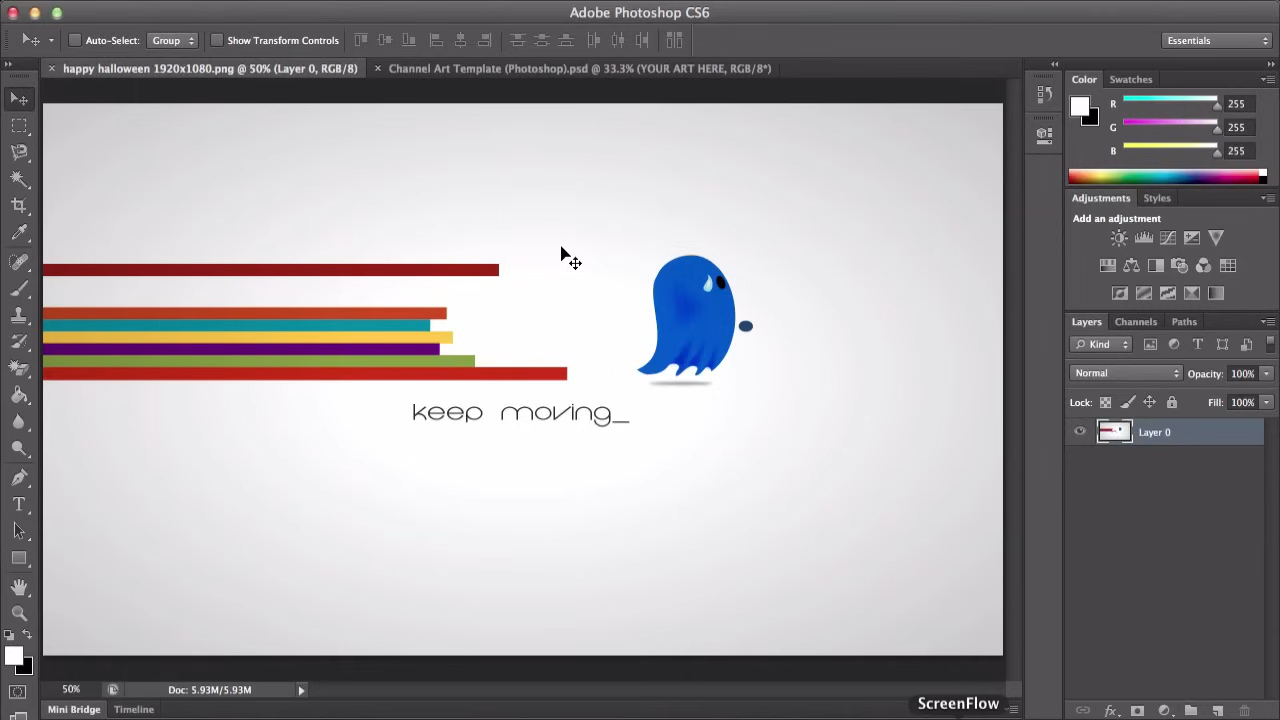 Adobe Photoshop CS6
Auto-Select: Group Show Transform Controls Essentials
happy halloween 1920x1080.png @ 50% (Layer 0, RGB/8) Channel Art Template (Photoshop).psd @ 33.3% (YOUR ART HERE, RGB/8*)
Color Swatches
R 255
G 255
B 255
Adjustments Styles
Add an adjustment
Layers Channels Paths
Kind
Normal Opacity: 100%
Lock: Fill: 100%
Layer 0
keep moving_
50% Doc: 5.93M/5.93M
Mini Bridge Timeline
ScreenFlow